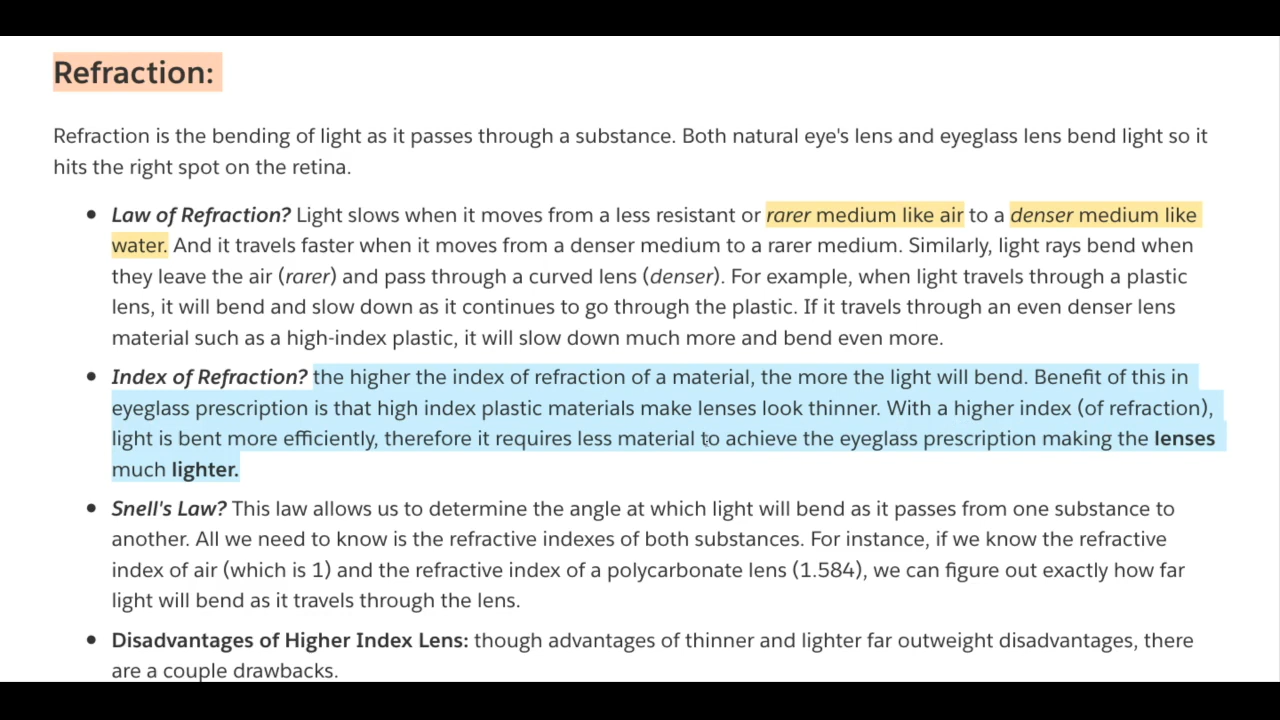 Refraction:
Refraction is the bending of light as it passes through a substance. Both natural eye's lens and eyeglass lens bend light so it
hits the right spot on the retina.
• Law of Refraction? Light slows when it moves from a less resistant or rarer medium like air to a denser medium like
water. And it travels faster when it moves from a denser medium to a rarer medium. Similarly, light rays bend when
they leave the air (rarer) and pass through a curved lens (denser). For example, when light travels through a plastic
lens, it will bend and slow down as it continues to go through the plastic. If it travels through an even denser lens
material such as a high-index plastic, it will slow down much more and bend even more.
• Index of Refraction? the higher the index of refraction of a material, the more the light will bend. Benefit of this in
eyeglass prescription is that high index plastic materials make lenses look thinner. With a higher index (of refraction),
light is bent more efficiently, therefore it requires less material to achieve the eyeglass prescription making the lenses
much lighter.
• Snell's Law? This law allows us to determine the angle at which light will bend as it passes from one substance to
another. All we need to know is the refractive indexes of both substances. For instance, if we know the refractive
index of air (which is 1) and the refractive index of a polycarbonate lens (1.584), we can figure out exactly how far
light will bend as it travels through the lens.
• Disadvantages of Higher Index Lens: though advantages of thinner and lighter far outweight disadvantages, there
are a couple drawbacks.